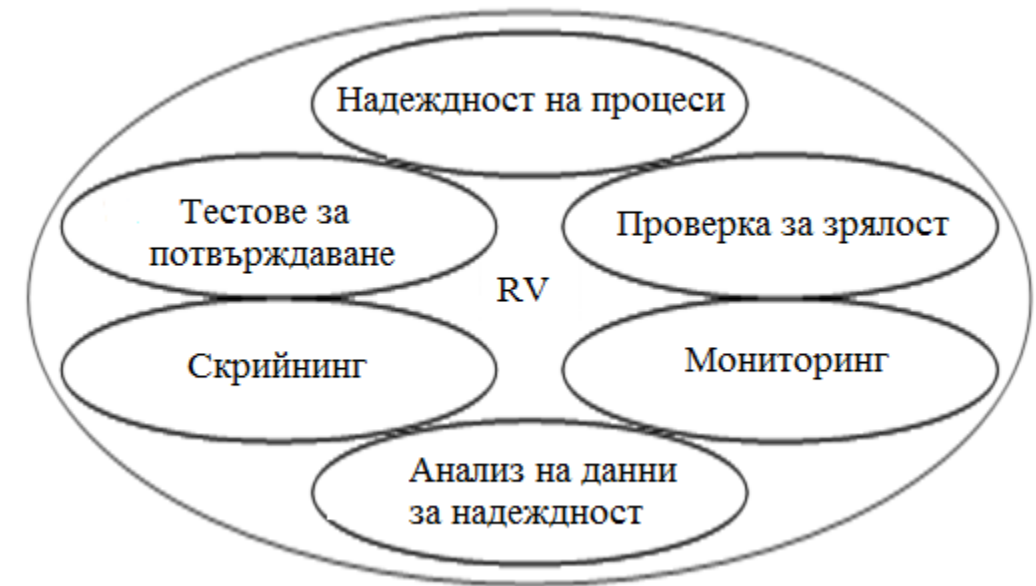 Надеждност на процеси
Тестове за
потвърждаване
Проверка за зрялост
RV
Скрийнинг
Мониторинг
Анализ на данни
за надеждност